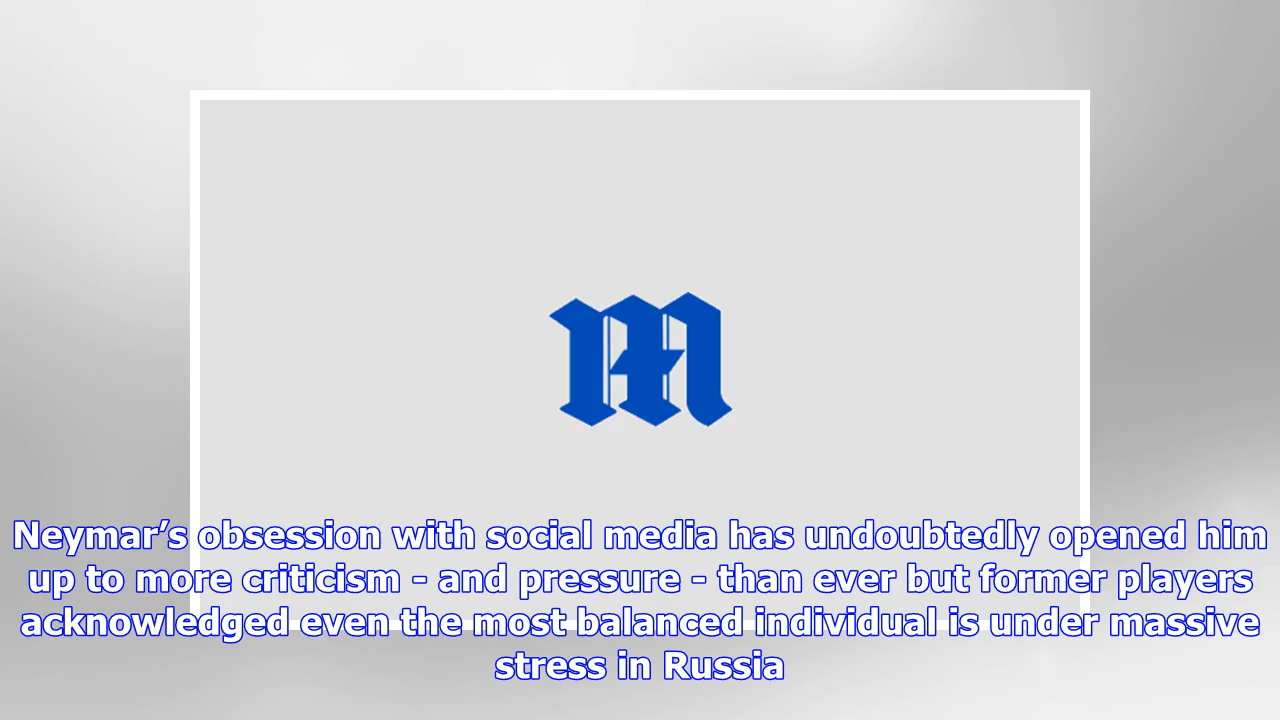 m
Neymar’s obsession with social media has undoubtedly opened him
up to more criticism - and pressure - than ever but former players
acknowledged even the most balanced individual is under massive
stress in Russia